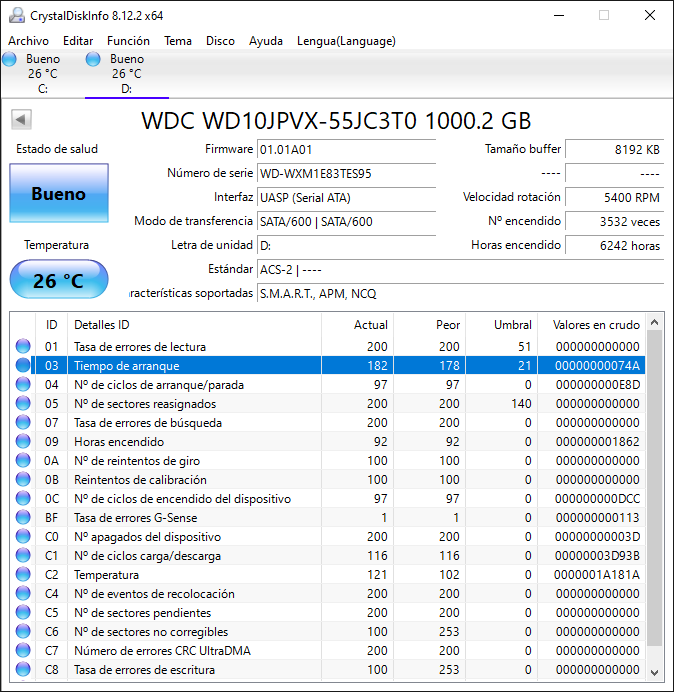 CrystalDiskInfo 8.12.2 x64
Archivo Editar Función Tema Disco Ayuda Lengua(Language)
Bueno Bueno
26 °C 26 °C
C: D:
WDC WD10JPVX-55JC3T0 1000.2 GB
Estado de salud
Bueno
Temperatura
26 °C
Firmware 01.01A01 Tamaño buffer 8192 KB
Número de serie WD-WXM1E83TES95 ---- ----
Interfaz UASP (Serial ATA) Velocidad rotación 5400 RPM
Modo de transferencia SATA/600 | SATA/600 Nº encendido 3532 veces
Letra de unidad D: Horas encendido 6242 horas
Estándar ACS-2 | ----
racterísticas soportadas S.M.A.R.T., APM, NCQ
ID Detalles ID Actual Peor Umbral Valores en crudo
01 Tasa de errores de lectura 200 200 51 000000000000
03 Tiempo de arranque 182 178 21 00000000074A
04 Nº de ciclos de arranque/parada 97 97 0 000000000E8D
05 Nº de sectores reasignados 200 200 140 000000000000
07 Tasa de errores de búsqueda 200 200 0 000000000000
09 Horas encendido 92 92 0 000000001862
0A Nº de reintentos de giro 100 100 0 000000000000
0B Reintentos de calibración 100 100 0 000000000000
0C Nº de ciclos de encendido del dispositivo 97 97 0 000000000DCC
BF Tasa de errores G-Sense 1 1 0 000000000113
C0 Nº apagados del dispositivo 200 200 0 00000000003D
C1 Nº de ciclos carga/descarga 116 116 0 00000003D93B
C2 Temperatura 121 102 0 0000001A181A
C4 Nº de eventos de recolocación 200 200 0 000000000000
C5 Nº de sectores pendientes 200 200 0 000000000000
C6 Nº de sectores no corregibles 100 253 0 000000000000
C7 Número de errores CRC UltraDMA 200 200 0 000000000000
C8 Tasa de errores de escritura 100 253 0 000000000000